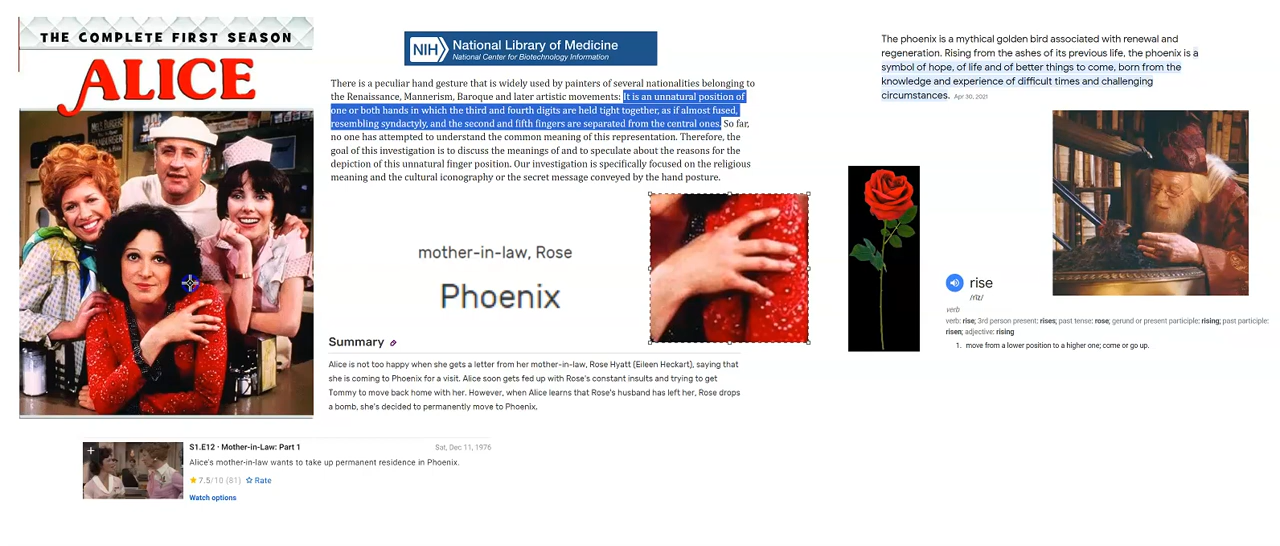 THE COMPLETE FIRST SEASON
ALICE
NIH
National Library of Medicine
National Center for Biotechnology Information
There is a peculiar hand gesture that is widely used by painters of several nationalities belonging to
the Renaissance, Mannerism, Baroque and later artistic movements: It is an unnatural position of
one or both hands in which the third and fourth digits are held tight together, as if almost fused,
resembling syndactyly, and the second and fifth fingers are separated from the central ones. So far,
no one has attempted to understand the common meaning of this representation. Therefore, the
goal of this investigation is to discuss the meanings of and to speculate about the reasons for the
depiction of this unnatural finger position. Our investigation is specifically focused on the religious
meaning and the cultural iconography or the secret message conveyed by the hand posture.
mother-in-law, Rose
Phoenix
Summary
Alice is not too happy when she gets a letter from her mother-in-law, Rose Hyatt (Eileen Heckart), saying that
she is coming to Phoenix for a visit. Alice soon gets fed up with Rose's constant insults and trying to get
Tommy to move back home with her. However, when Alice learns that Rose's husband has left her, Rose drops
a bomb, she's decided to permanently move to Phoenix.
S1.E12 · Mother-in-Law: Part 1
Sat, Dec 11, 1976
Alice's mother-in-law wants to take up permanent residence in Phoenix.
7.5/10 (81) Rate
Watch options
The phoenix is a mythical golden bird associated with renewal and
regeneration. Rising from the ashes of its previous life, the phoenix is a
symbol of hope, of life and of better things to come, born from the
knowledge and experience of difficult times and challenging
circumstances. Apr 30, 2021
rise
/rīz/
verb
verb: rise; 3rd person present: rises; past tense: rose; gerund or present participle: rising; past participle:
risen; adjective: rising
1. move from a lower position to a higher one; come or go up.